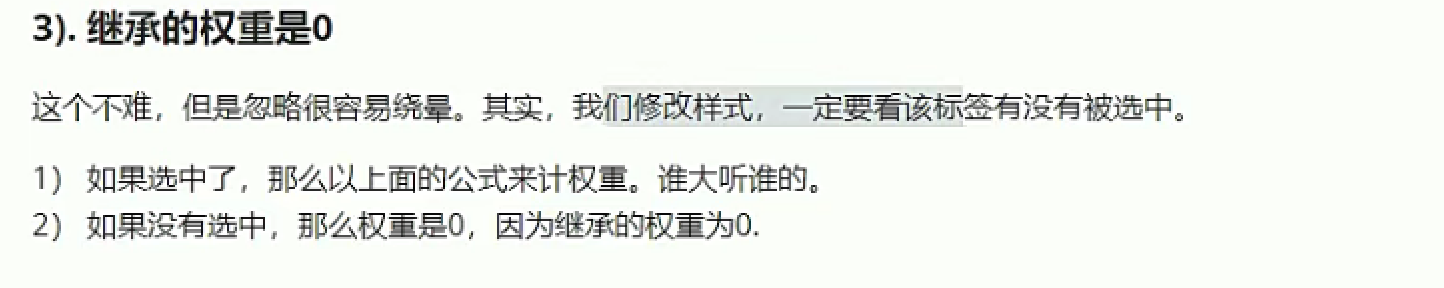 3). 继承的权重是0
这个不难，但是忽略很容易绕晕。其实，我们修改样式，一定要看该标签有没有被选中。
1） 如果选中了，那么以上面的公式来计权重。谁大听谁的。
2） 如果没有选中，那么权重是0，因为继承的权重为0.